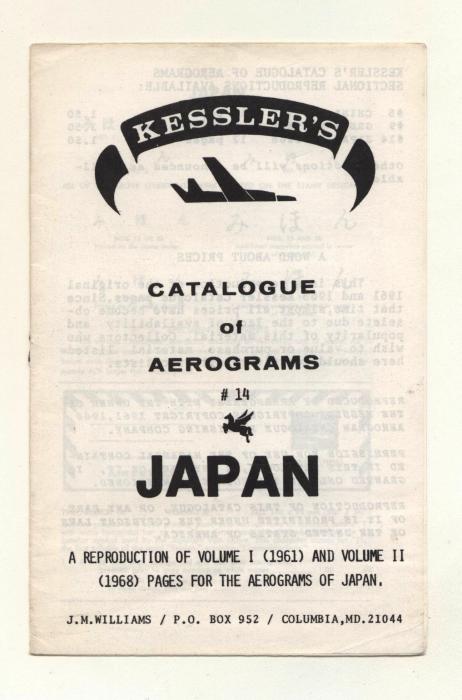 KESSLER'S
CATALOGUE
of
AEROGRAMS
# 14
JAPAN
A REPRODUCTION OF VOLUME I (1961) AND VOLUME II
(1968) PAGES FOR THE AEROGRAMS OF JAPAN.
J.M.WILLIAMS / P.O. BOX 952 / COLUMBIA,MD.21044